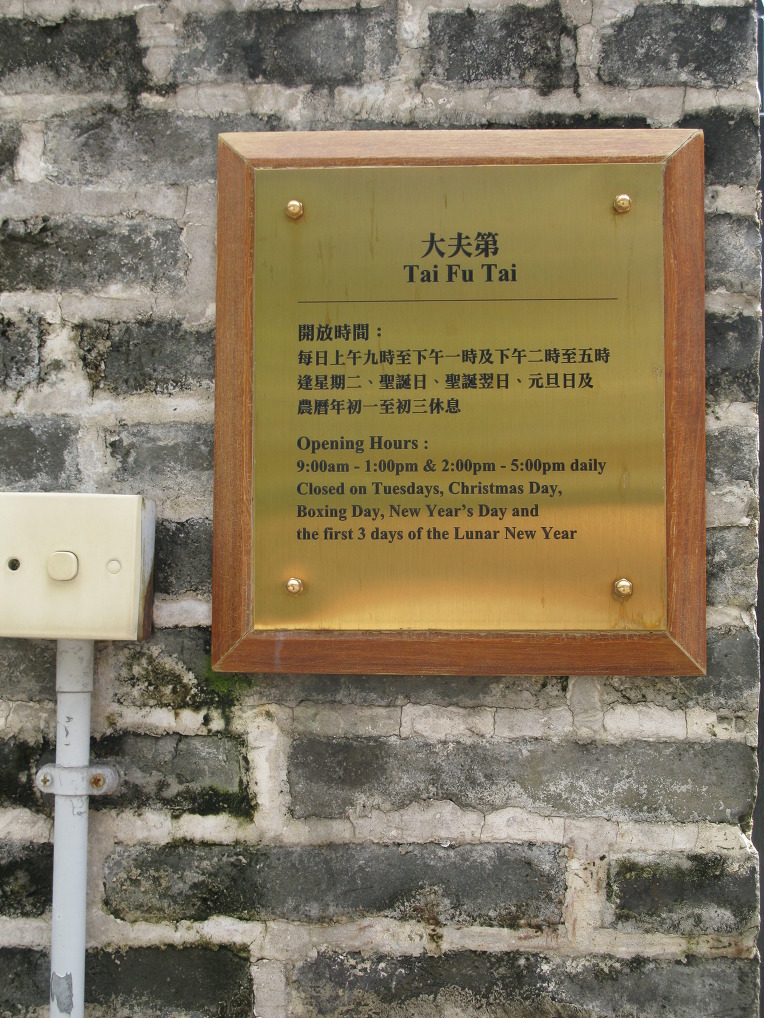 大夫第
Tai Fu Tai
開放時間：
每日上午九時至下午一時及下午二時至五時
逢星期二、聖誕日、聖誕翌日、元旦日及
農曆年初一至初三休息
Opening Hours :
9:00am - 1:00pm & 2:00pm - 5:00pm daily
Closed on Tuesdays, Christmas Day,
Boxing Day, New Year's Day and
the first 3 days of the Lunar New Year